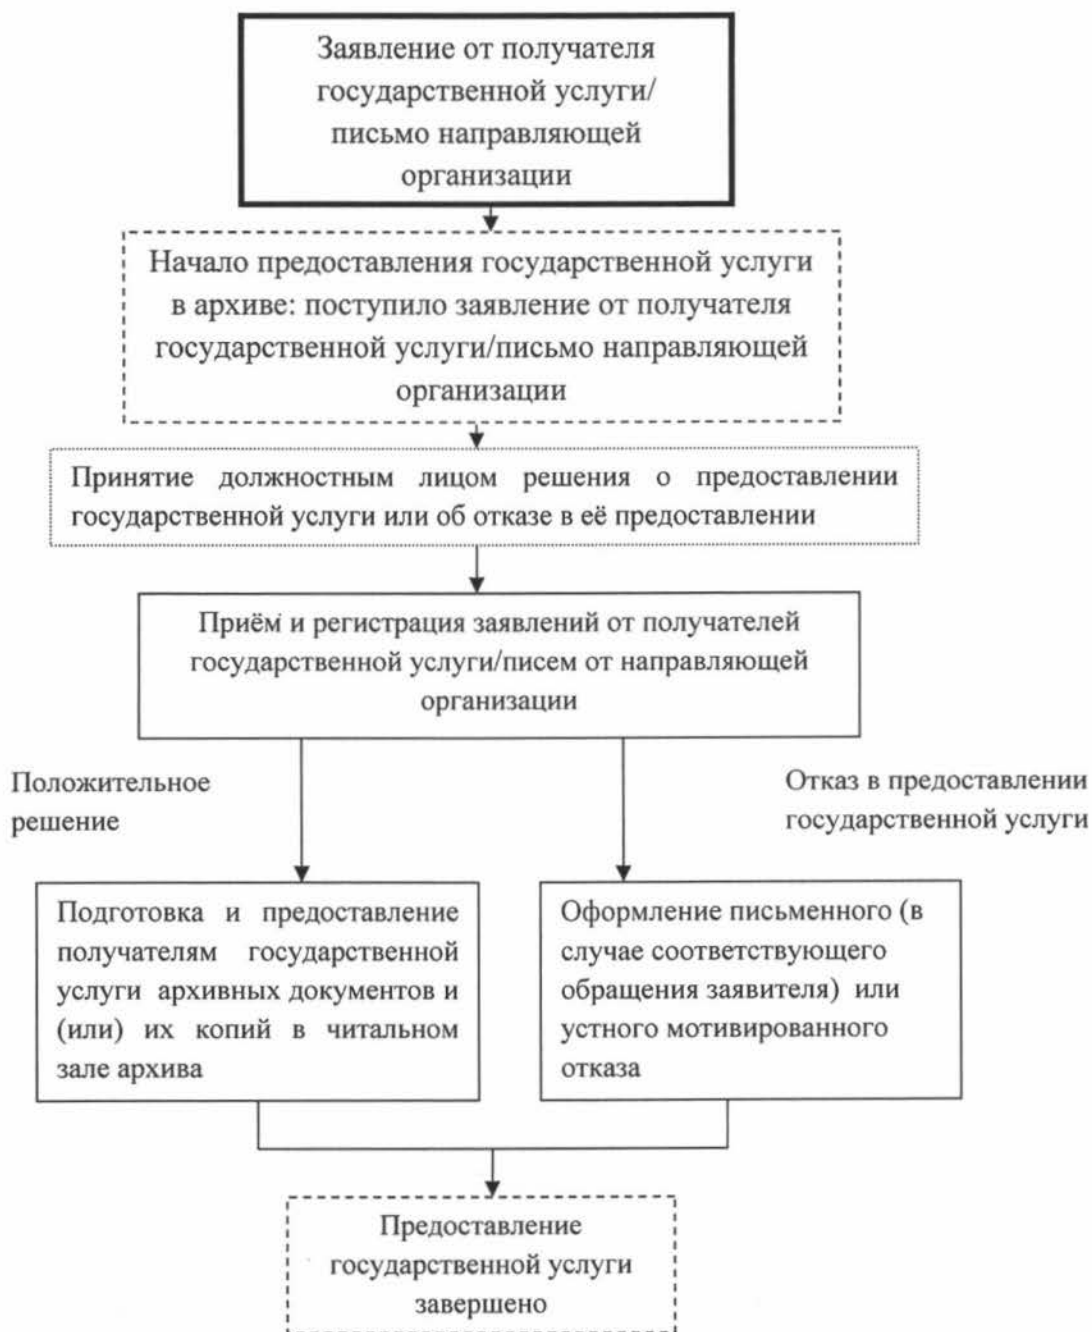 Заявление от получателя
государственной услуги/
письмо направляющей
организации
Начало предоставления государственной услуги
в архиве: поступило заявление от получателя
государственной услуги/письмо направляющей
организации
Принятие должностным лицом решения о предоставлении
государственной услуги или об отказе в её предоставлении
Приём и регистрация заявлений от получателей
государственной услуги/писем от направляющей
организации
Положительное
решение
Отказ в предоставлении
государственной услуги
Подготовка и предоставление
получателям государственной
услуги архивных документов и
(или) их копий в читальном
зале архива
Оформление письменного (в
случае соответствующего
обращения заявителя) или
устного мотивированного
отказа
Предоставление
государственной услуги
завершено